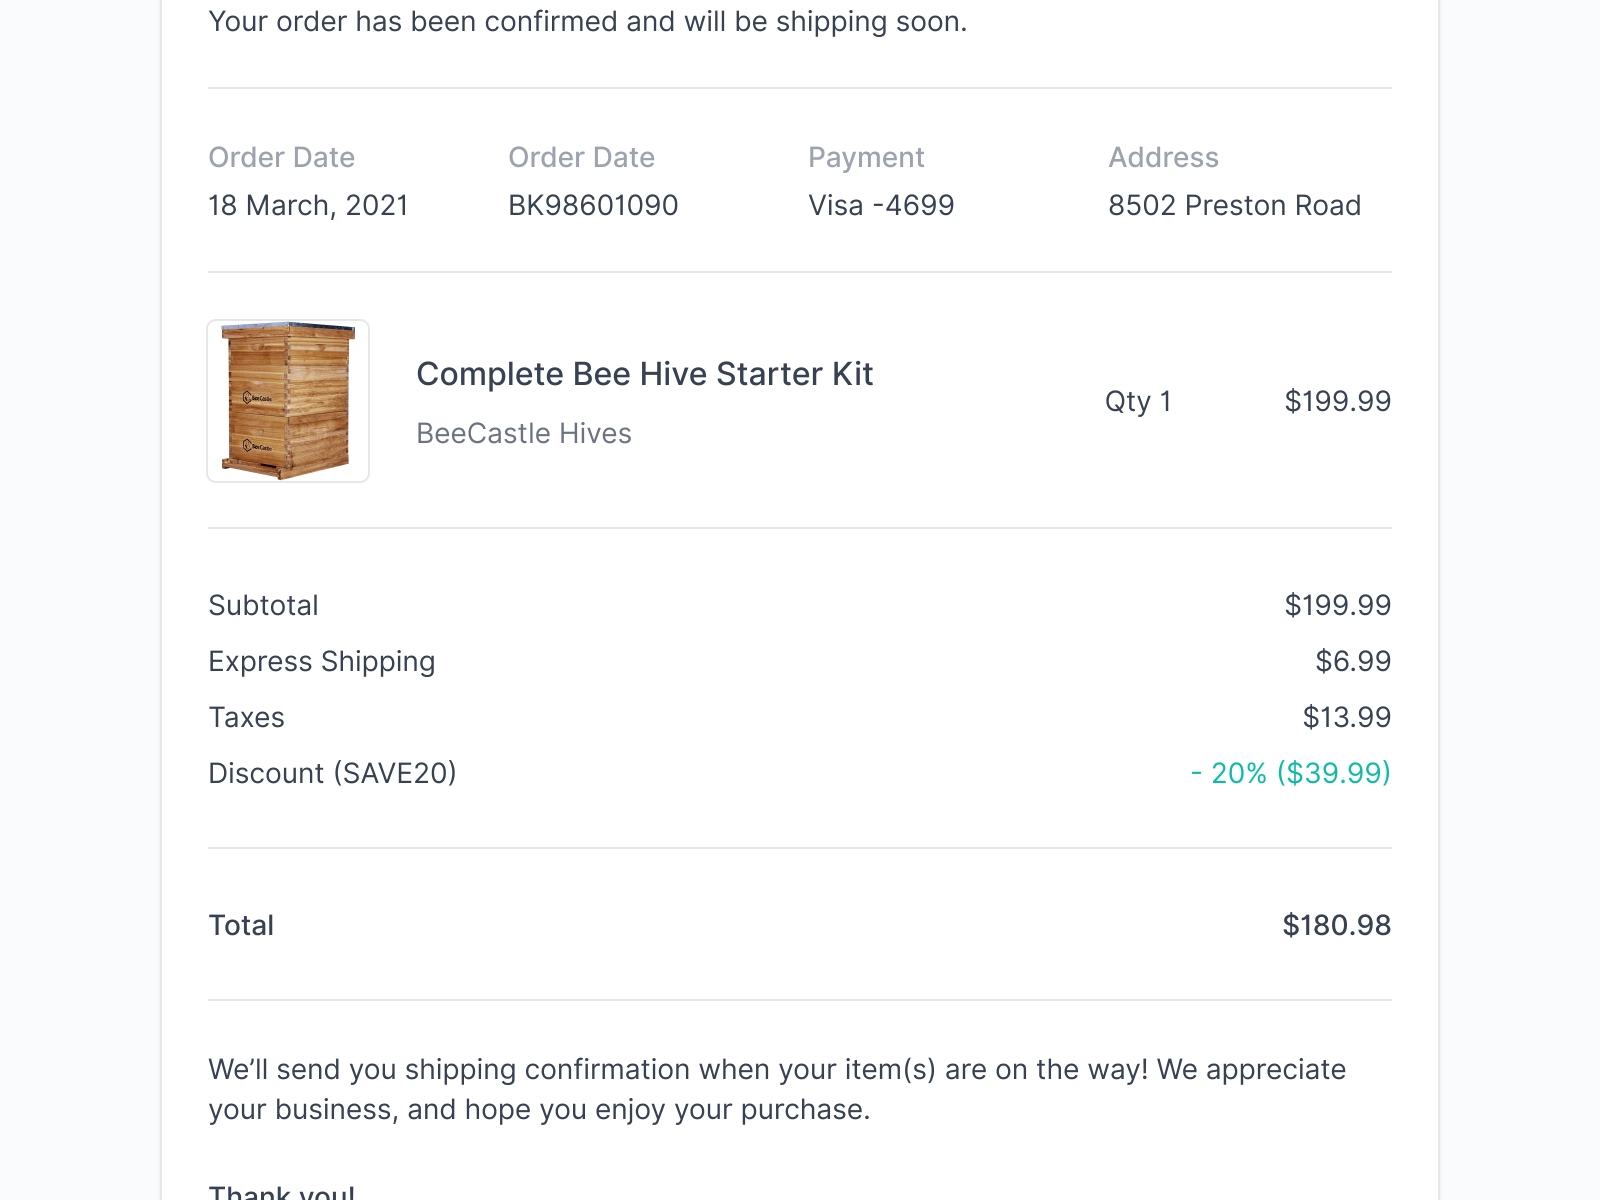 Your order has been confirmed and will be shipping soon.
Order Date
Order Date
Payment
Address
18 March, 2021
BK98601090
Visa -4699
8502 Preston Road
BeeCastle
BeeCastle
Complete Bee Hive Starter Kit
BeeCastle Hives
Qty 1
$199.99
Subtotal
$199.99
Express Shipping
$6.99
Taxes
$13.99
Discount (SAVE20)
- 20% ($39.99)
Total
$180.98
We’ll send you shipping confirmation when your item(s) are on the way! We appreciate
your business, and hope you enjoy your purchase.
Thank you!